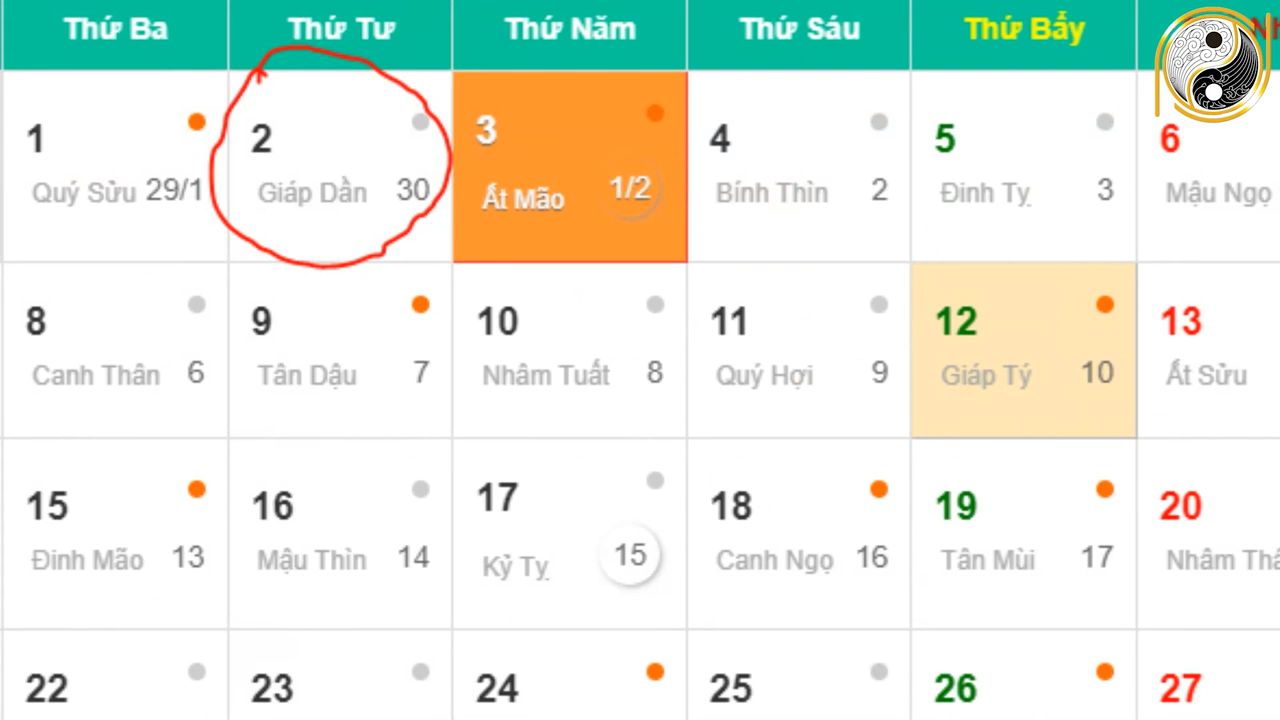 Thứ Ba Thứ Tư Thứ Năm Thứ Sáu Thứ Bẩy
1 2 3 4 5 6
Quý Sửu 29/1 Giáp Dần 30 Ất Mão 1/2 Bính Thìn 2 Đinh Tỵ 3 Mậu Ngọ
8 9 10 11 12 13
Canh Thân 6 Tân Dậu 7 Nhâm Tuất 8 Quý Hợi 9 Giáp Tý 10 Ất Sửu
15 16 17 18 19 20
Đinh Mão 13 Mậu Thìn 14 Kỷ Tỵ 15 Canh Ngọ 16 Tân Mùi 17 Nhâm
22 23 24 25 26 27